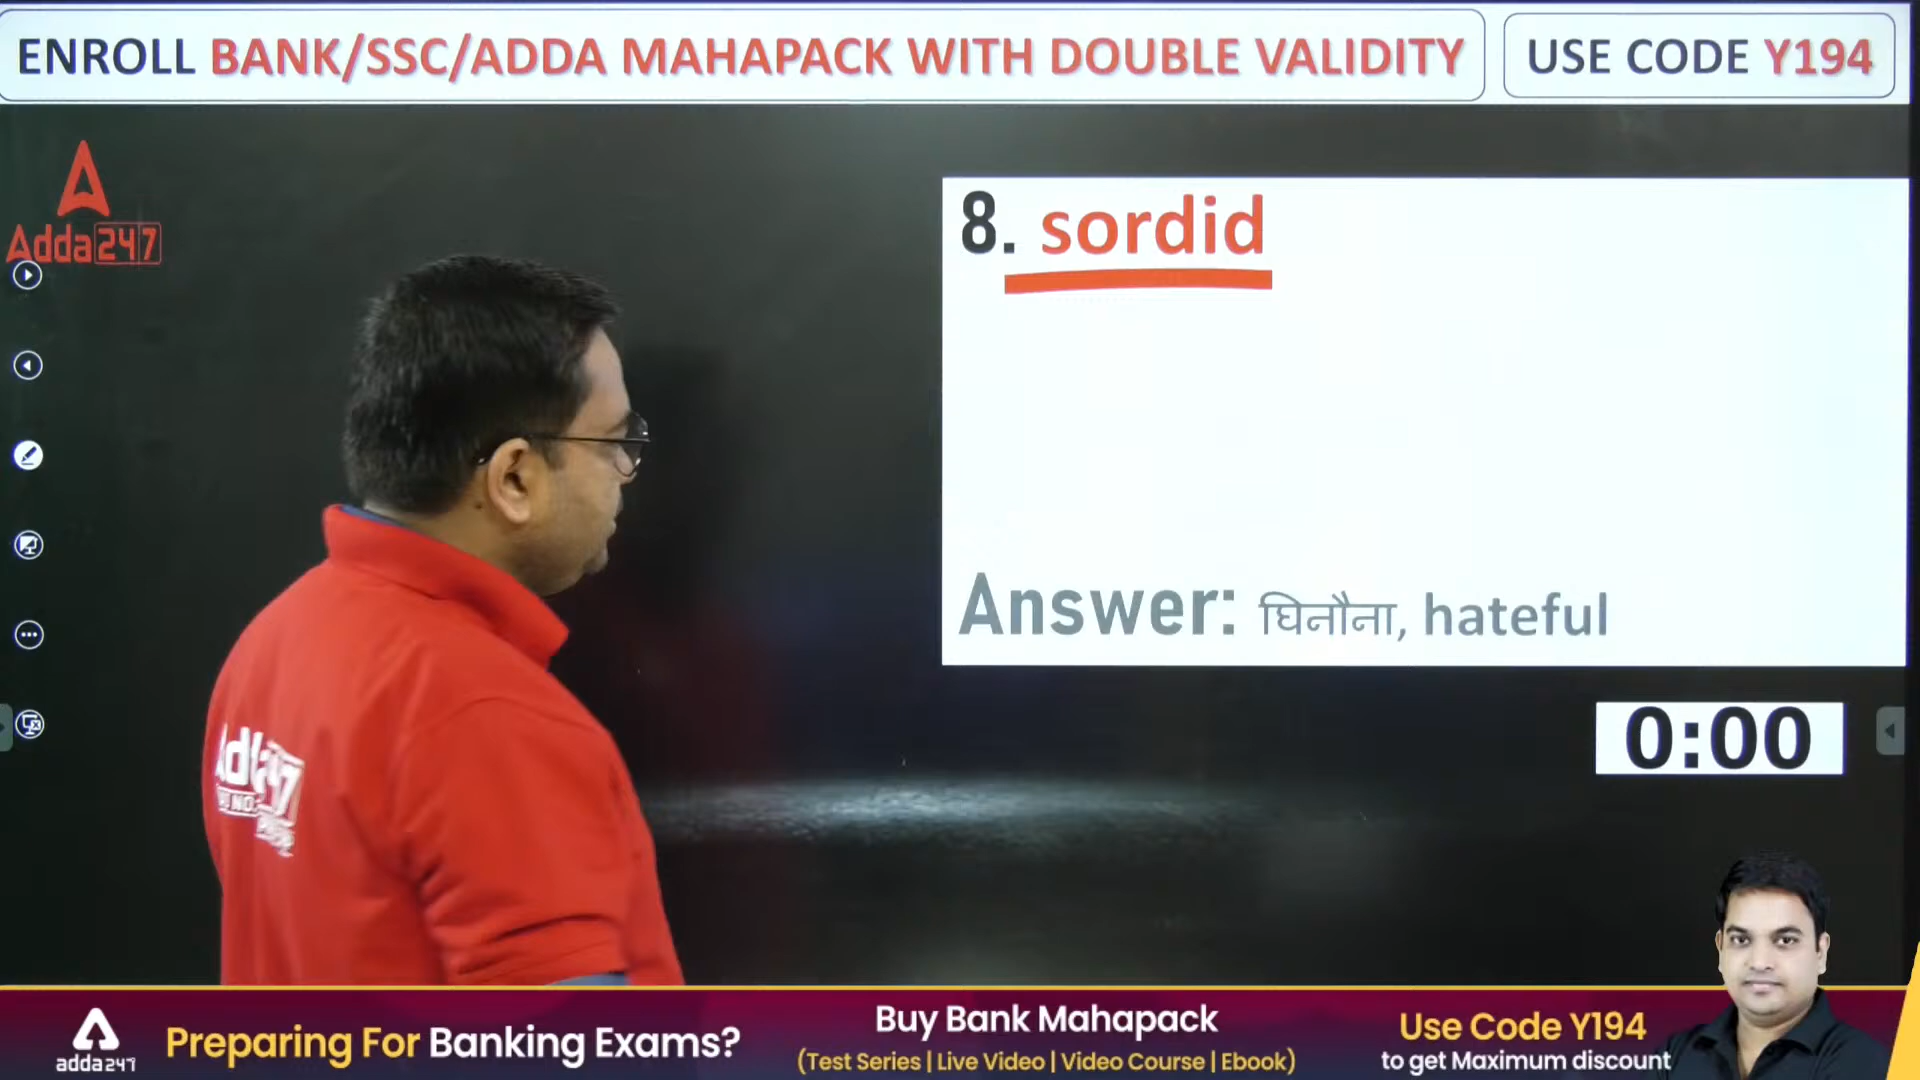 ENROLL BANK/SSC/ADDA MAHAPACK WITH DOUBLE VALIDITY
USE CODE Y194
Adda247
8. sordid
Answer: घिनौना, hateful
0:00
adda247
Preparing For Banking Exams?
Buy Bank Mahapack
(Test Series | Live Video | Video Course | Ebook)
Use Code Y194
to get Maximum discount